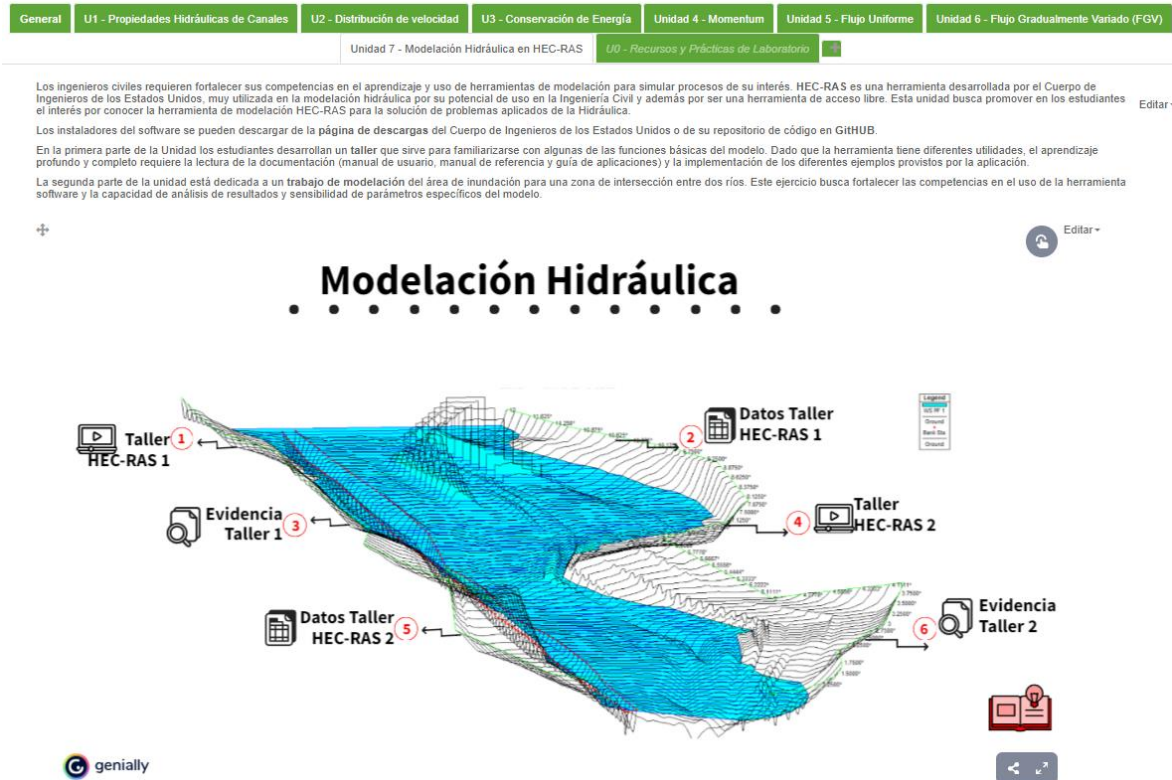 General
U1 - Propiedades Hidráulicas de Canales
U2 - Distribución de velocidad
U3 - Conservación de Energía
Unidad 4 - Momentum
Unidad 5 - Flujo Uniforme
Unidad 6 - Flujo Gradualmente Variado (FGV)
Unidad 7 - Modelación Hidráulica en HEC-RAS
U0 - Recursos y Prácticas de Laboratorio
Los ingenieros civiles requieren fortalecer sus competencias en el aprendizaje y uso de herramientas de modelación para simular procesos de su interés. HEC-RAS es una herramienta desarrollada por el Cuerpo de
Ingenieros de los Estados Unidos, muy utilizada en la modelación hidráulica por su potencial de uso en la Ingeniería Civil y además por ser una herramienta de acceso libre. Esta unidad busca promover en los estudiantes
el interés por conocer la herramienta de modelación HEC-RAS para la solución de problemas aplicados de la Hidráulica.
Editar
Los instaladores del software se pueden descargar de la página de descargas del Cuerpo de Ingenieros de los Estados Unidos o de su repositorio de código en GitHUB.
En la primera parte de la Unidad los estudiantes desarrollan un taller que sirve para familiarizarse con algunas de las funciones básicas del modelo. Dado que la herramienta tiene diferentes utilidades, el aprendizaje
profundo y completo requiere la lectura de la documentación (manual de usuario, manual de referencia y guía de aplicaciones) y la implementación de los diferentes ejemplos provistos por la aplicación.
La segunda parte de la unidad está dedicada a un trabajo de modelación del área de inundación para una zona de intersección entre dos ríos. Este ejercicio busca fortalecer las competencias en el uso de la herramienta
software y la capacidad de análisis de resultados y sensibilidad de parámetros específicos del modelo.
Editar
Modelación Hidráulica
Legend
WS PF 1
Ground
Bank Sta
Ground
Taller 1
HEC-RAS 1
2 Datos Taller
HEC-RAS 1
Evidencia
Taller 1 3
4 Taller
HEC-RAS 2
Datos Taller
HEC-RAS 2 5
6 Evidencia
Taller 2
genially